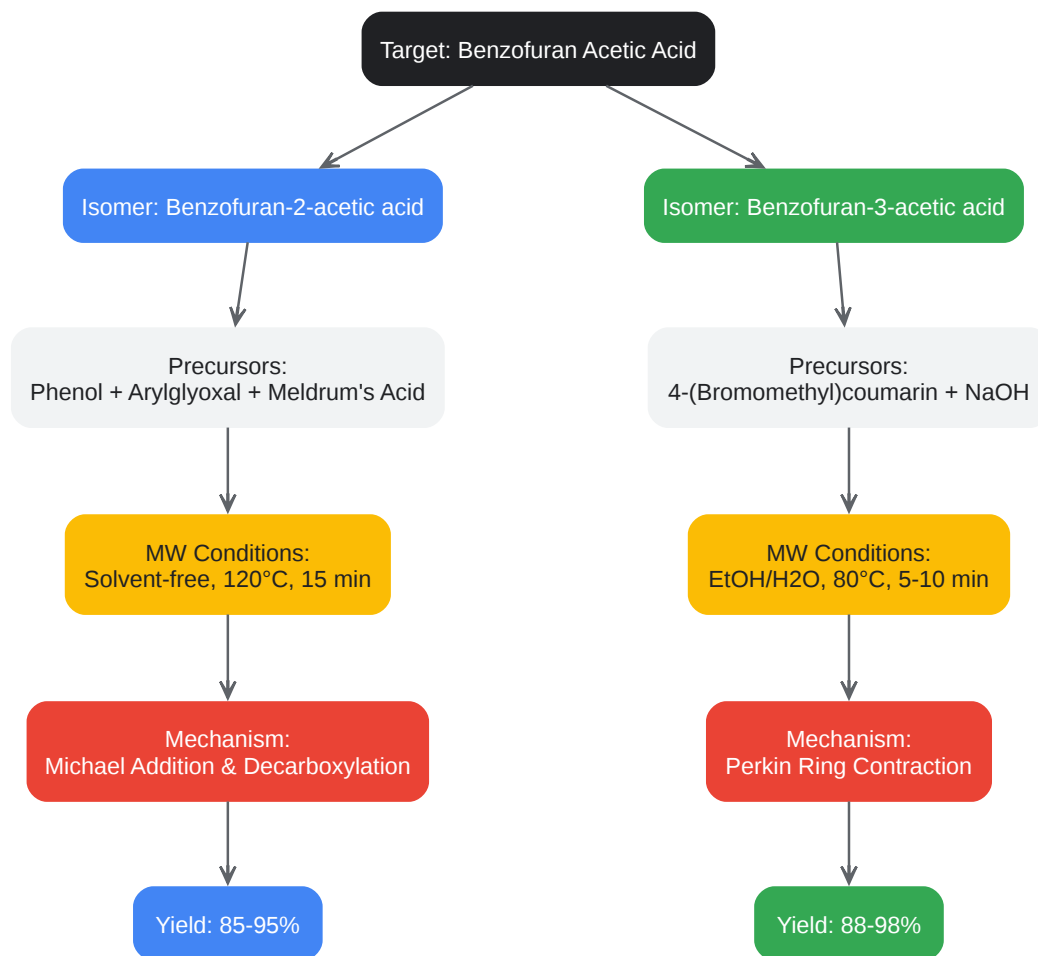 Target: Benzofuran Acetic Acid
Isomer: Benzofuran-2-acetic acid
Isomer: Benzofuran-3-acetic acid
Precursors:
Phenol + Arylglyoxal + Meldrum's Acid
Precursors:
4-(Bromomethyl)coumarin + NaOH
MW Conditions:
Solvent-free, 120°C, 15 min
MW Conditions:
EtOH/H2O, 80°C, 5-10 min
Mechanism:
Michael Addition & Decarboxylation
Mechanism:
Perkin Ring Contraction
Yield: 85-95%
Yield: 88-98%